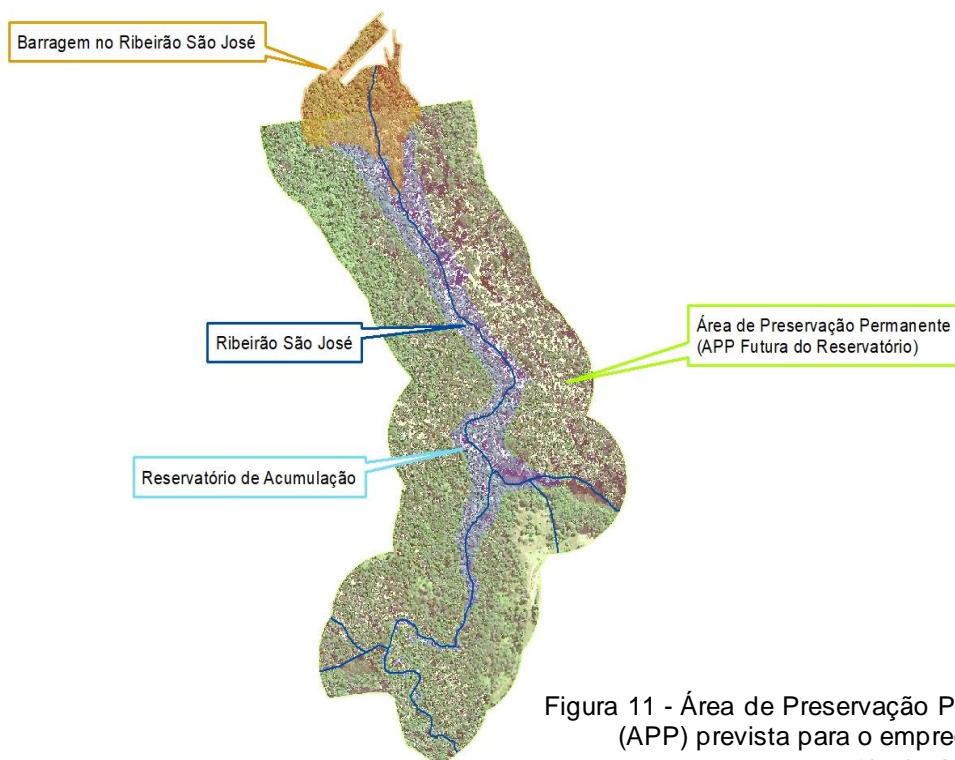 Barragem no Ribeirão São José
Ribeirão São José
Área de Preservação Permanente
(APP Futura do Reservatório)
Reservatório de Acumulação
Figura 11 - Área de Preservação P
(APP) prevista para o empre